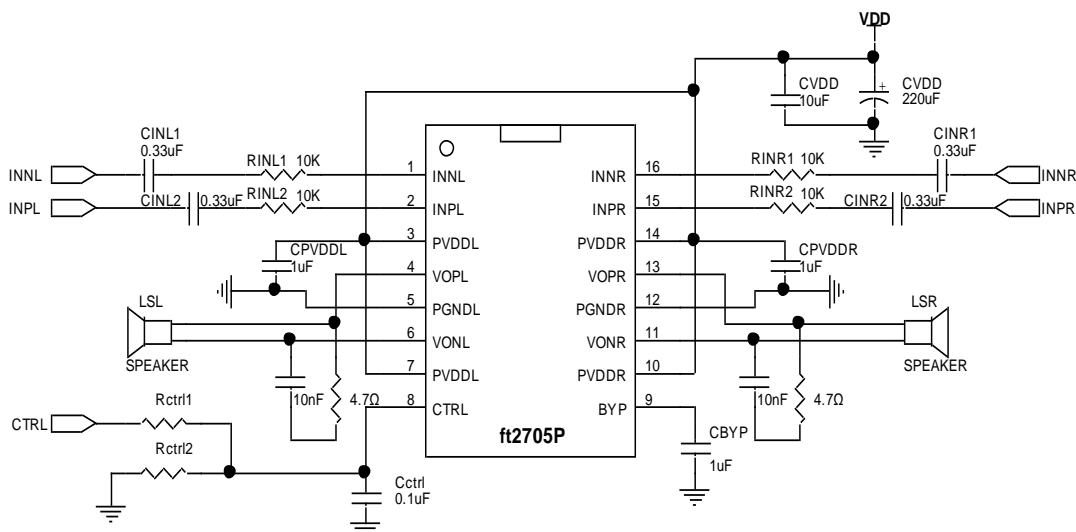 VDD
CVDD
10uF
CVDD
220uF
+
CINL1
0.33uF
INNL
RINL1 10K
1
INNL
INNR
16
RINR1 10K
CINR1
0.33uF
INNR
INPL
CINL2
0.33uF
RINL2
10K
2
INPL
INPR
15
RINR2
10K
CINR2
0.33uF
INPR
CPVDDL
1uF
3
PVDDL
PVDDR
14
CPVDDR
1uF
4
VOPL
VOPR
13
5
PGNDL
PGNDR
12
LSL
SPEAKER
6
VONL
VONR
11
LSR
SPEAKER
7
PVDDL
PVDDR
10
10nF
4.7Ω
8
CTRL
BYP
9
10nF
4.7Ω
CTRL
Rctrl1
Rctrl2
ft2705P
CBYP
1uF
Cctrl
0.1uF